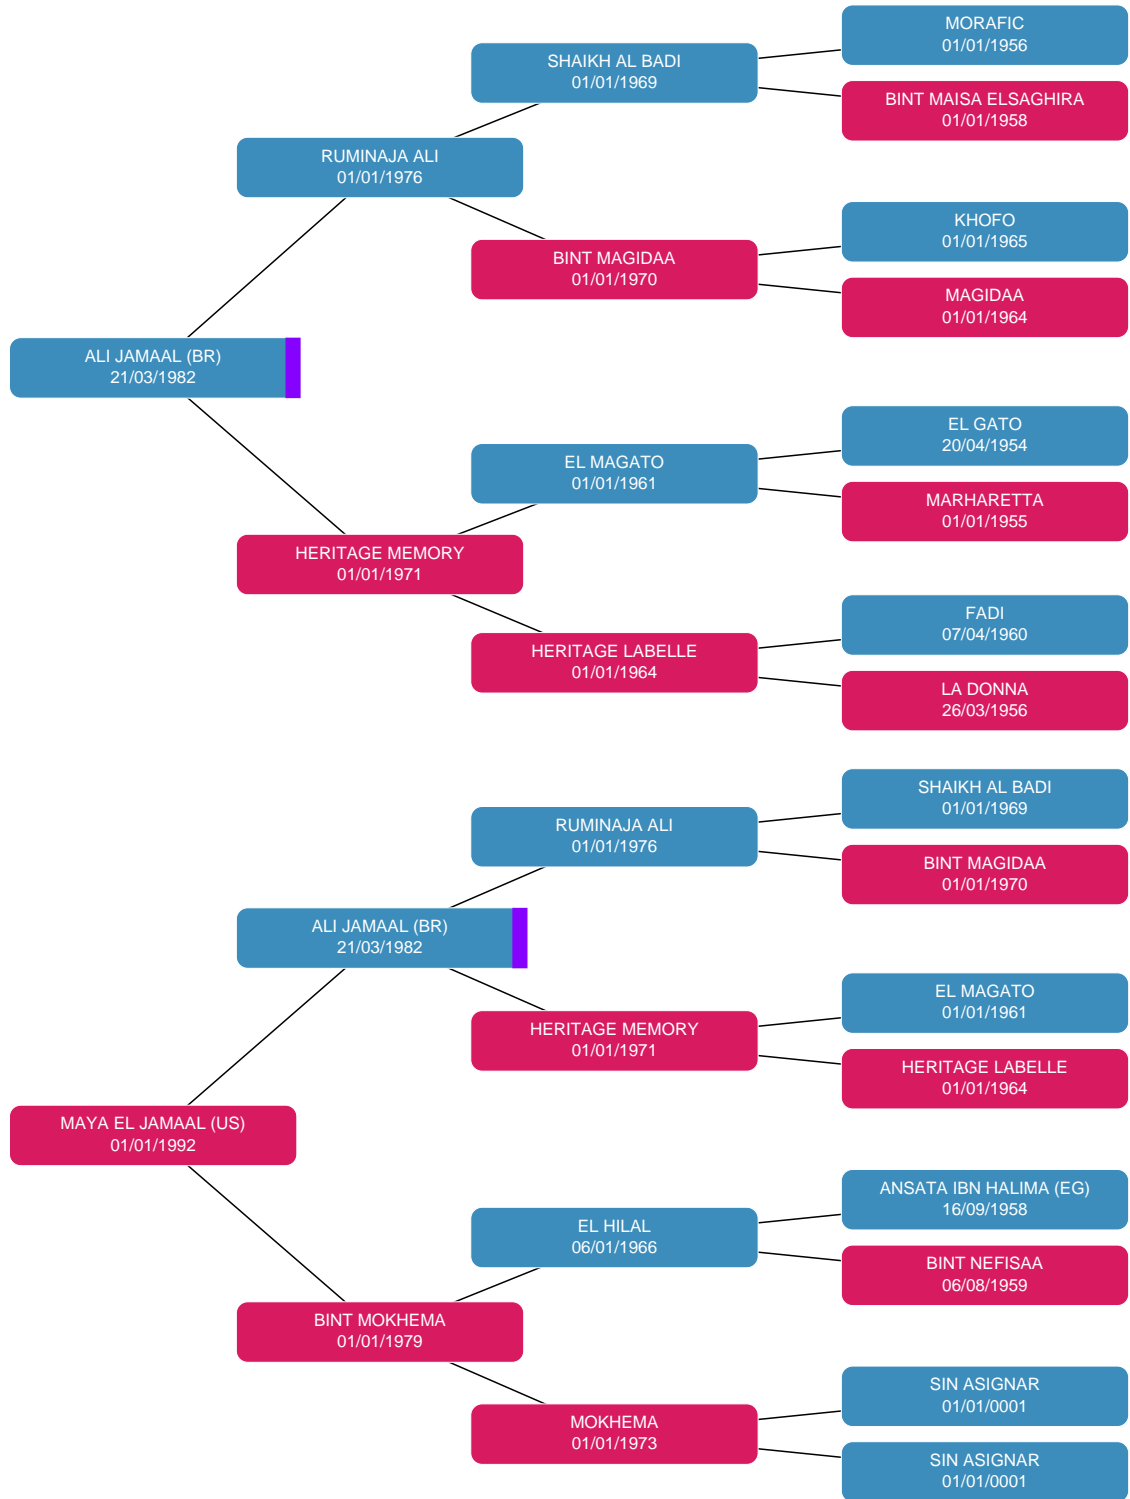 MORAFIC
01/01/1956
SHAIKH AL BADI
01/01/1969
BINT MAISA ELSAGHIRA
01/01/1958
RUMINAJA ALI
01/01/1976
KHOFO
01/01/1965
BINT MAGIDAA
01/01/1970
MAGIDAA
01/01/1964
ALI JAMAAL (BR)
21/03/1982
EL GATO
20/04/1954
EL MAGATO
01/01/1961
MARHARETTA
01/01/1955
HERITAGE MEMORY
01/01/1971
FADI
07/04/1960
HERITAGE LABELLE
01/01/1964
LA DONNA
26/03/1956
SHAIKH AL BADI
01/01/1969
RUMINAJA ALI
01/01/1976
BINT MAGIDAA
01/01/1970
ALI JAMAAL (BR)
21/03/1982
EL MAGATO
01/01/1961
HERITAGE MEMORY
01/01/1971
HERITAGE LABELLE
01/01/1964
MAYA EL JAMAAL (US)
01/01/1992
ANSATA IBN HALIMA (EG)
16/09/1958
EL HILAL
06/01/1966
BINT NEFISAA
06/08/1959
BINT MOKHEMA
01/01/1979
SIN ASIGNAR
01/01/0001
MOKHEMA
01/01/1973
SIN ASIGNAR
01/01/0001